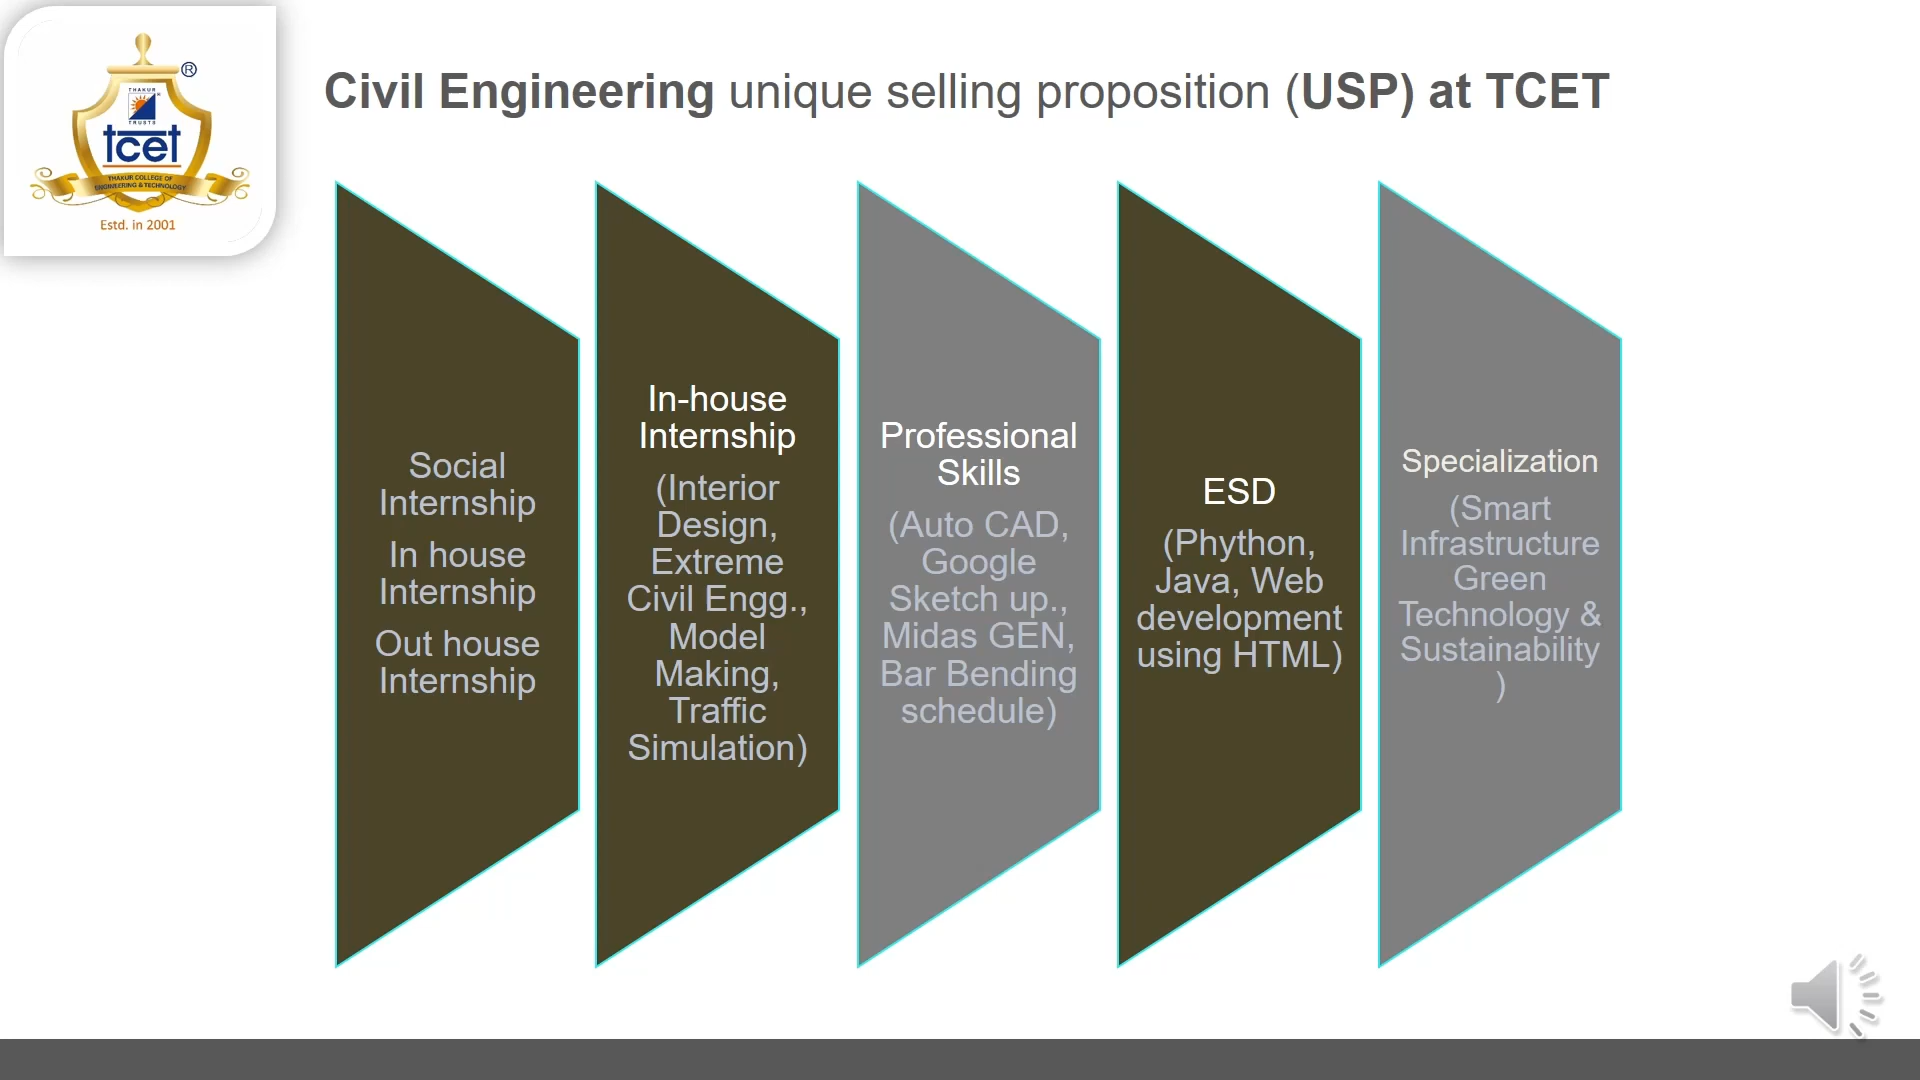 THAKUR
TRUSTS
®
tcet
THAKUR COLLEGE OF
ENGINEERING & TECHNOLOGY
Estd. in 2001
Civil Engineering unique selling proposition (USP) at TCET
Social
Internship
In house
Internship
Out house
Internship
In-house
Internship
(Interior
Design,
Extreme
Civil Engg.,
Model
Making,
Traffic
Simulation)
Professional
Skills
(Auto CAD,
Google
Sketch up.,
Midas GEN,
Bar Bending
schedule)
ESD
(Phython,
Java, Web
development
using HTML)
Specialization
(Smart
Infrastructure
Green
Technology &
Sustainability
)